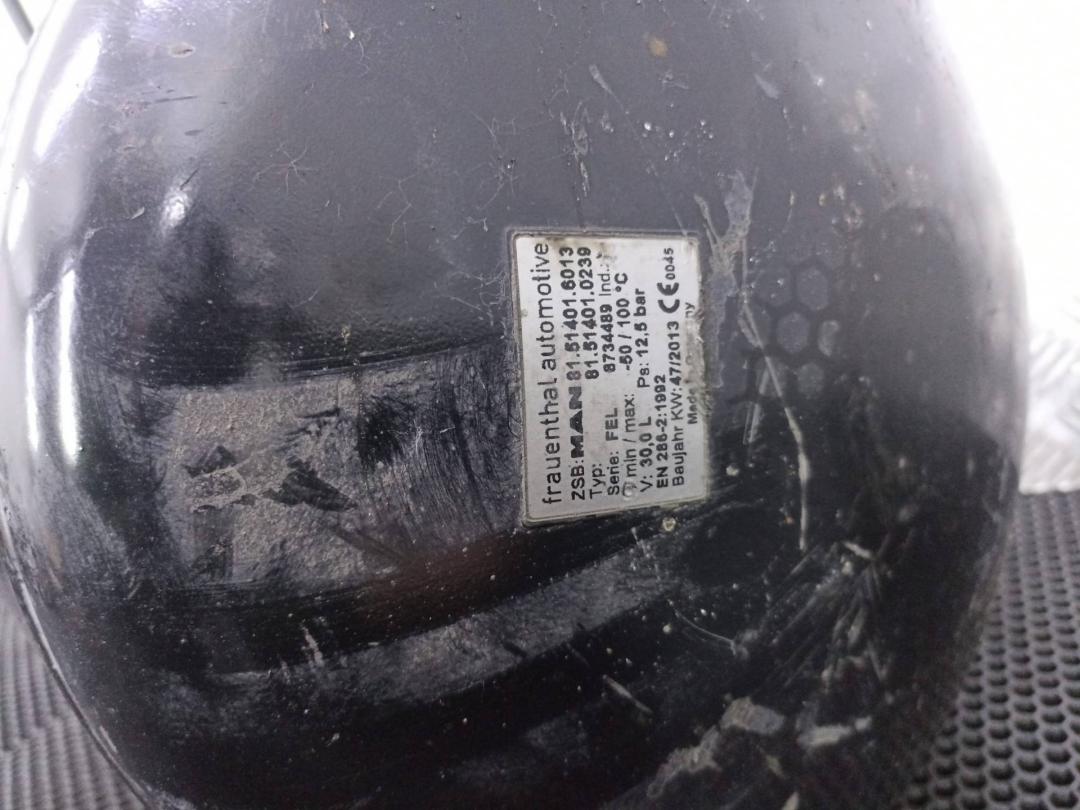 frauenthal automotive
ZSB: MAN 81.51401.6013
Typ: 81.51401.0239
Serie: FEL 8734489 Ind.:
min / max: -50 / 100 °C
V: 30,0 L Ps: 12,5 bar
EN 286-2:1992
Baujahr KW: 47/2013 CE 0045
Made